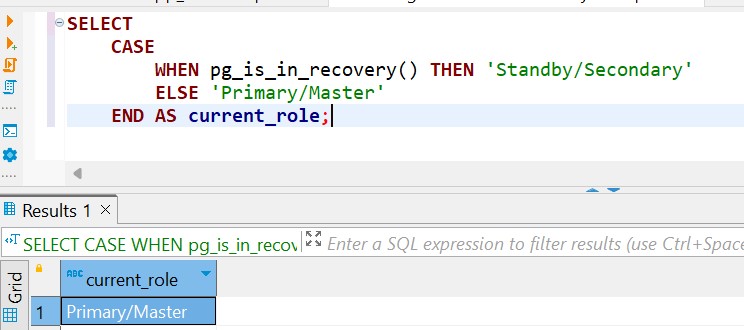 SELECT
CASE
WHEN pg_is_in_recovery() THEN 'Standby/Secondary'
ELSE 'Primary/Master'
END AS current_role;
Results 1
SELECT CASE WHEN pg_is_in_recov
Enter a SQL expression to filter results (use Ctrl+Space
Grid
ABC current_role
1 Primary/Master